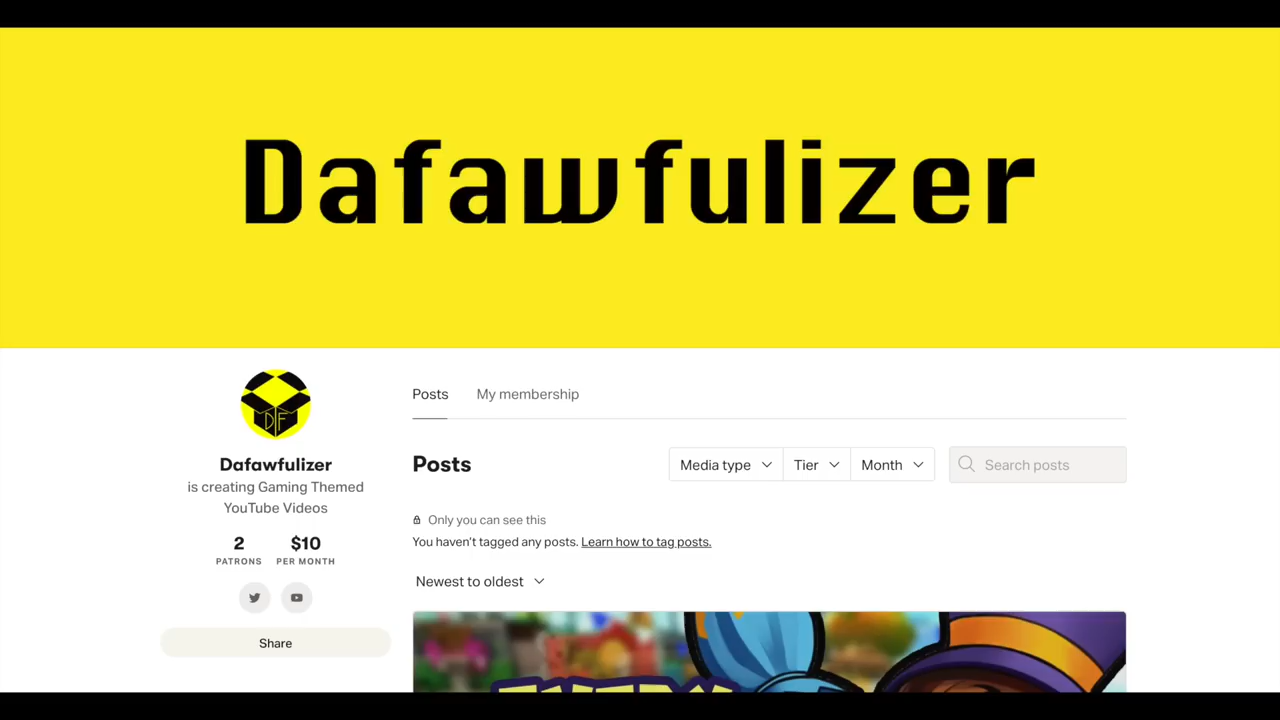 Dafawfulizer
DF
Dafawfulizer
is creating Gaming Themed
YouTube Videos
2 $10
PATRONS PER MONTH
Share
Posts My membership
Posts Media type Tier Month Search posts
Only you can see this
You haven't tagged any posts. Learn how to tag posts.
Newest to oldest